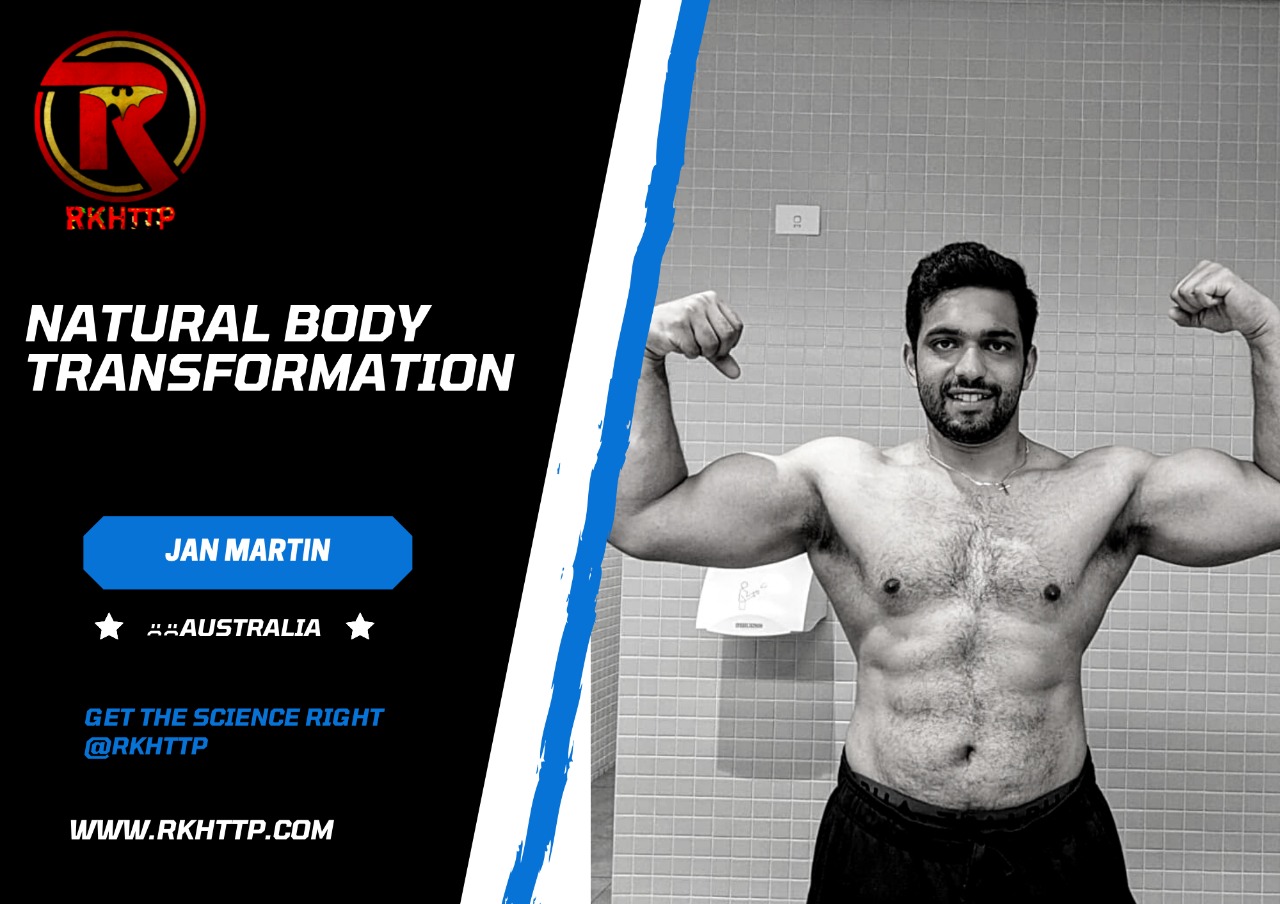 RKHTTP
NATURAL BODY
TRANSFORMATION
JAN MARTIN
AUSTRALIA
GET THE SCIENCE RIGHT
@RKHTTP
WWW.RKHTTP.COM